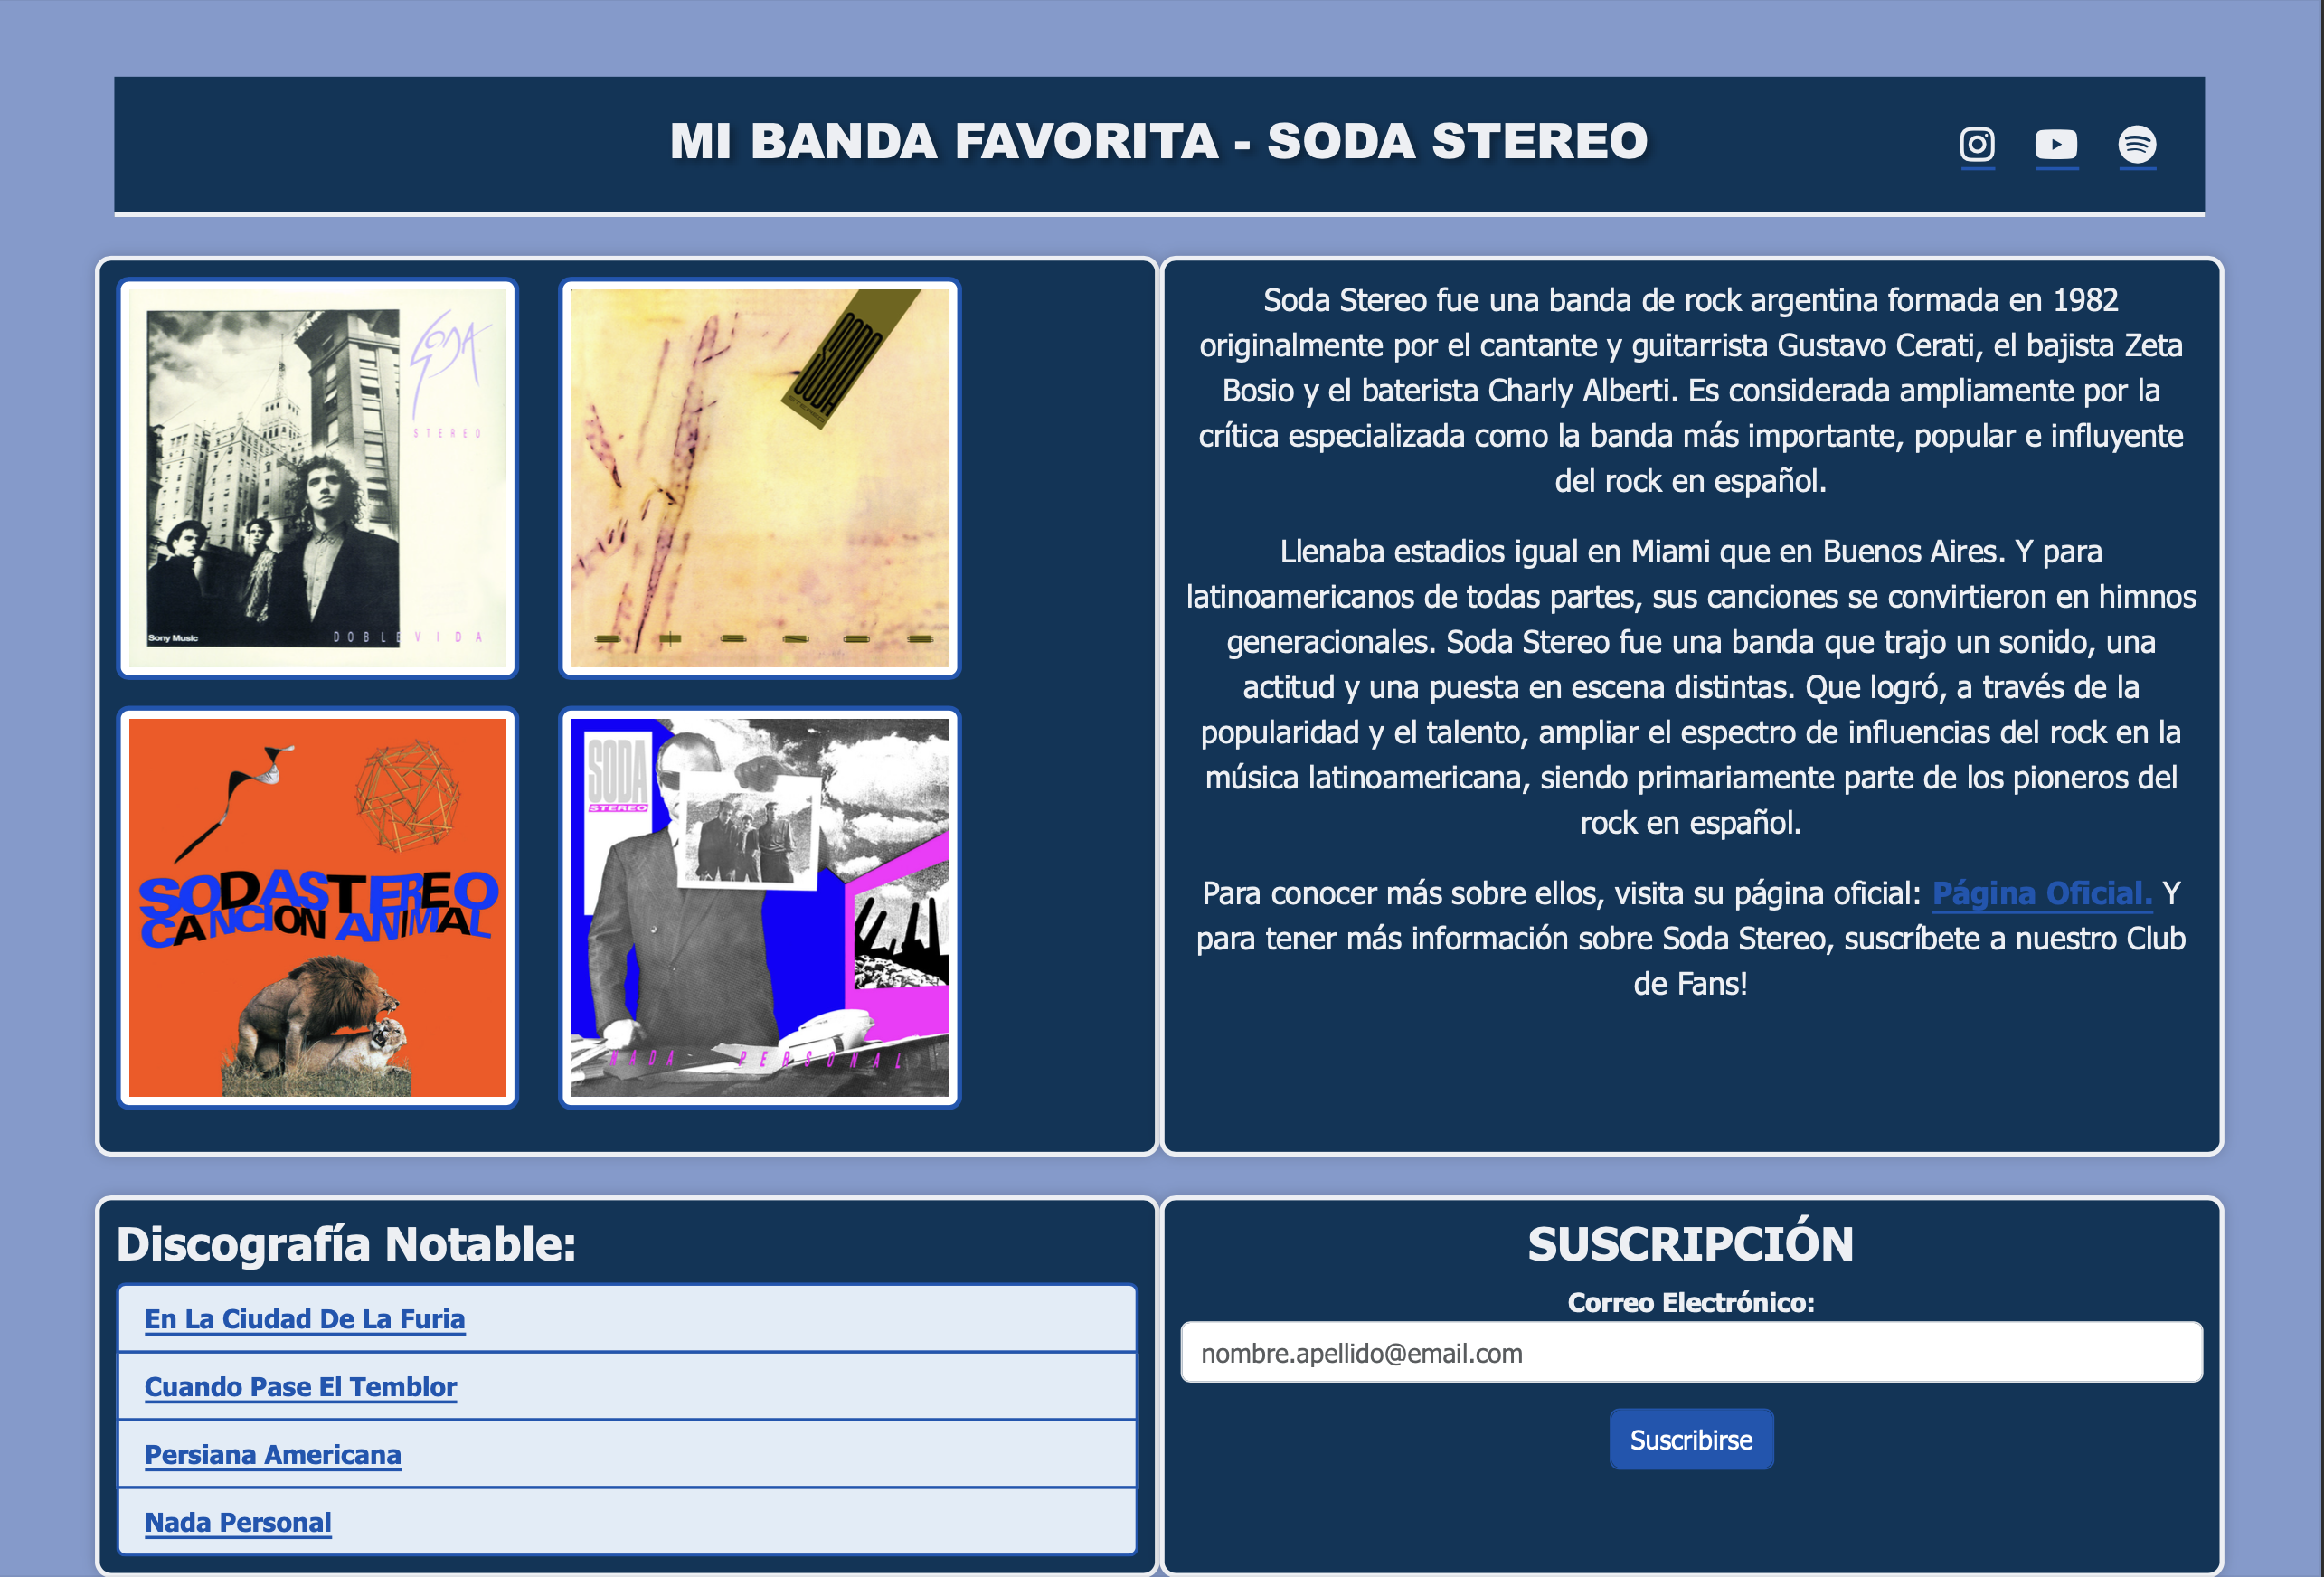 MI BANDA FAVORITA - SODA STEREO
SODA
STEREO
Sony Music
DOBLE VIDA
SODA
SODA STEREO
CANCION ANIMAL
SODA
STEREO
NADA PERSONAL
Soda Stereo fue una banda de rock argentina formada en 1982
originalmente por el cantante y guitarrista Gustavo Cerati, el bajista Zeta
Bosio y el baterista Charly Alberti. Es considerada ampliamente por la
crítica especializada como la banda más importante, popular e influyente
del rock en español.
Llenaba estadios igual en Miami que en Buenos Aires. Y para
latinoamericanos de todas partes, sus canciones se convirtieron en himnos
generacionales. Soda Stereo fue una banda que trajo un sonido, una
actitud y una puesta en escena distintas. Que logró, a través de la
popularidad y el talento, ampliar el espectro de influencias del rock en la
música latinoamericana, siendo primariamente parte de los pioneros del
rock en español.
Para conocer más sobre ellos, visita su página oficial: Página Oficial. Y
para tener más información sobre Soda Stereo, suscríbete a nuestro Club
de Fans!
Discografía Notable:
En La Ciudad De La Furia
Cuando Pase El Temblor
Persiana Americana
Nada Personal
SUSCRIPCIÓN
Correo Electrónico:
nombre.apellido@email.com
Suscribirse